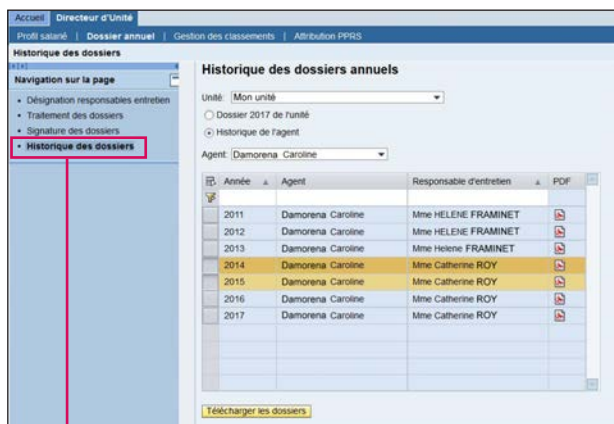 Accueil Directeur d'Unité
Profil salarié | Dossier annuel | Gestion des classements | Attribution PPRS
Historique des dossiers
Navigation sur la page
• Désignation responsables entretien
• Traitement des dossiers
• Signature des dossiers
• Historique des dossiers
Historique des dossiers annuels
Unité: Mon unité
Dossier 2017 de l'unité
Historique de l'agent
Agent: Damorena Caroline
Année Agent Responsable d'entretien PDF
2011 Damorena Caroline Mme HELENE FRAMINET
2012 Damorena Caroline Mme HELENE FRAMINET
2013 Damorena Caroline Mme Helene FRAMINET
2014 Damorena Caroline Mme Catherine ROY
2015 Damorena Caroline Mme Catherine ROY
2016 Damorena Caroline Mme Catherine ROY
2017 Damorena Caroline Mme Catherine ROY
Télécharger les dossiers